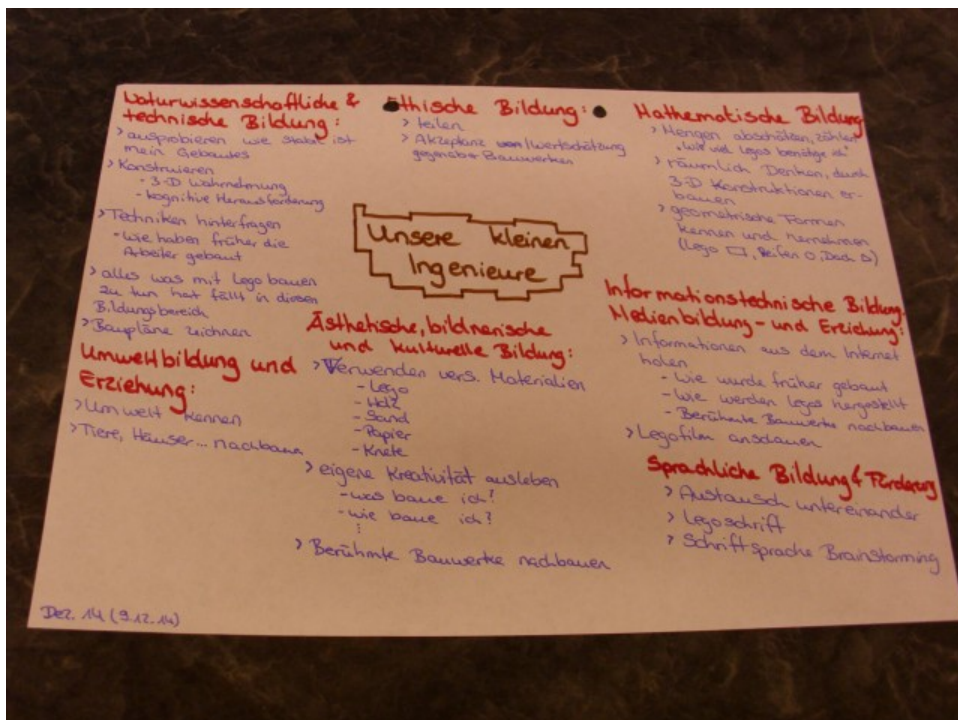 Naturwissenschaftliche &
technische Bildung:
> ausprobieren wie stabil ist
mein Gebautes
> Konstruieren
- 3-D Wahrnehmung
- kognitive Herausforderung
> Techniken hinterfragen
- wie haben früher die
Arbeiter gebaut
> alles was mit Lego bauen
zu tun hat fällt in diesen
Bildungsbereich
> Baupläne zeichnen
Umweltbildung und
Erziehung:
> Umwelt kennen
> Tiere, Häuser... nachbauen
Ethische Bildung:
> teilen
> Akzeptanz /Wertschätzung
gegenüber Bauwerken
Unsere kleinen
Ingenieure
Ästhetische, bildnerische
und kulturelle Bildung:
> Verwenden vers. Materialien
- Lego
- Holz
- Sand
- Papier
- Knete
> eigene Kreativität ausleben
- was baue ich?
- wie baue ich?
⋮
> Berühmte Bauwerke nachbauen
Mathematische Bildung
> Mengen abschätzen, zählen
"Wie viel Legos benötige ich"
> räumlich Denken, durch
3-D Konstruktionen er-
bauen
> geometrische Formen
kennen und
(Lego ▭, Reifen O, Dach Δ)
Informationstechnische Bildung,
Medienbildung- und Erziehung:
> Informationen aus dem Internet
holen
- Wie wurde früher gebaut
- Wie werden Legos hergestellt
- Berühmte Bauwerke nachbauen
> Legofilm anschauen
Sprachliche Bildung & Förderung
> Austausch untereinander
> Legoschrift
> Schriftsprache Brainstorming
Dez. 14 (9.12.14)